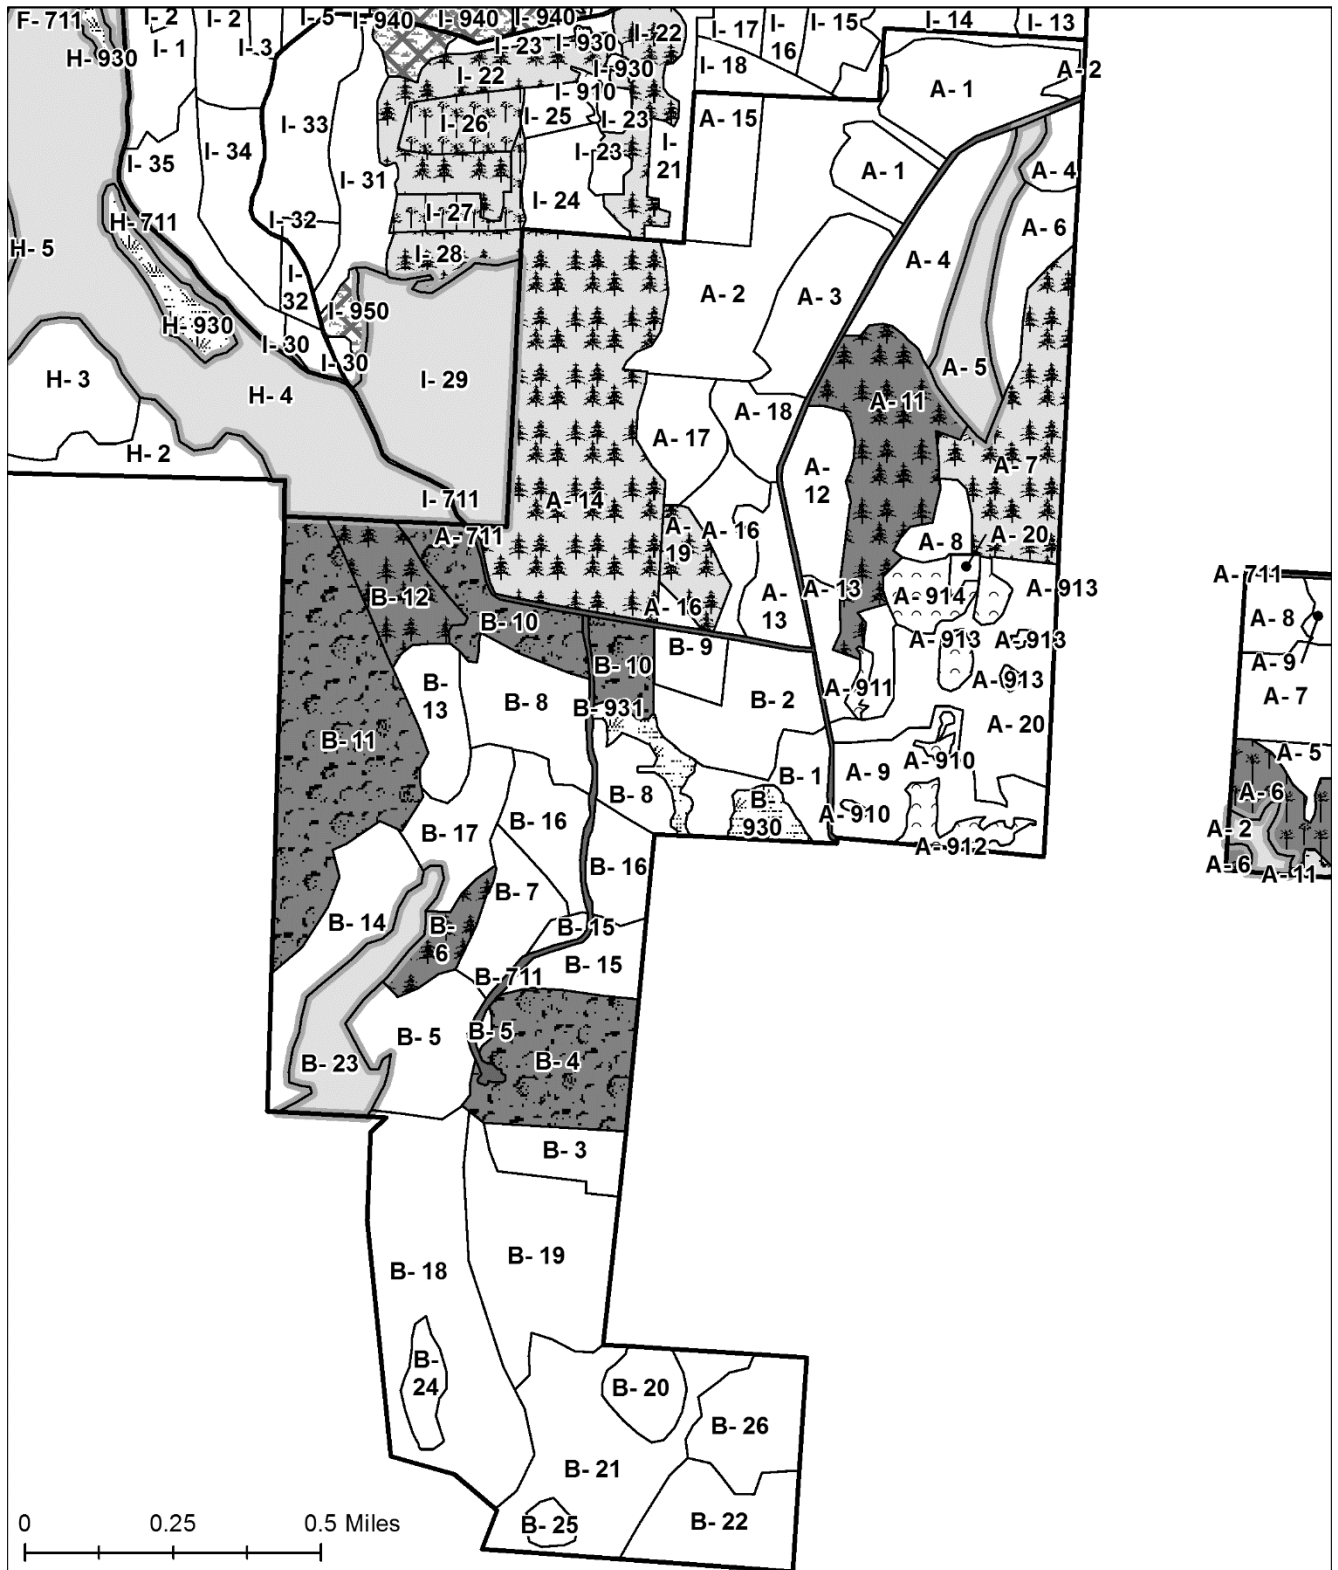 F- 711
I- 2
I- 2
I- 5
I- 940
I- 940
I- 940
I- 22
I- 17
I-
16
I- 15
I- 14
I- 13
H- 930
I- 1
I- 3
I- 23
I- 930
I- 930
I- 18
A- 2
I- 22
I- 910
A- 1
I- 33
I- 26
I- 25
I- 23
A- 15
I- 35
I- 34
I- 31
I- 23
I-
21
A- 1
A- 4
I- 24
H- 711
I- 32
I- 27
A- 6
H- 5
I- 28
A- 4
I-
32
A- 2
A- 3
I- 950
H- 930
I- 30
I- 30
H- 3
I- 29
A- 5
H- 4
A- 11
A- 18
A- 17
H- 2
A-
12
A- 7
I- 711
A- 14
A- 711
A-
19
A- 16
A- 8
A- 20
B- 12
A- 16
A-
13
A- 13
A- 914
A- 913
A- 711
B- 10
A- 8
B- 10
B- 9
A- 913
A- 913
A- 9
B-
13
B- 8
B- 2
A- 911
A- 913
A- 7
B- 931
B- 11
A- 20
B- 1
A- 9
A- 910
A- 5
B- 8
B-
930
A- 910
A- 6
B- 17
B- 16
A- 2
A- 912
B- 16
A- 6
A- 11
B- 7
B- 14
B-
6
B- 15
B- 15
B- 711
B- 5
B- 5
B- 23
B- 4
B- 3
B- 19
B- 18
B-
24
B- 20
B- 26
B- 21
B- 25
B- 22
0
0.25
0.5 Miles